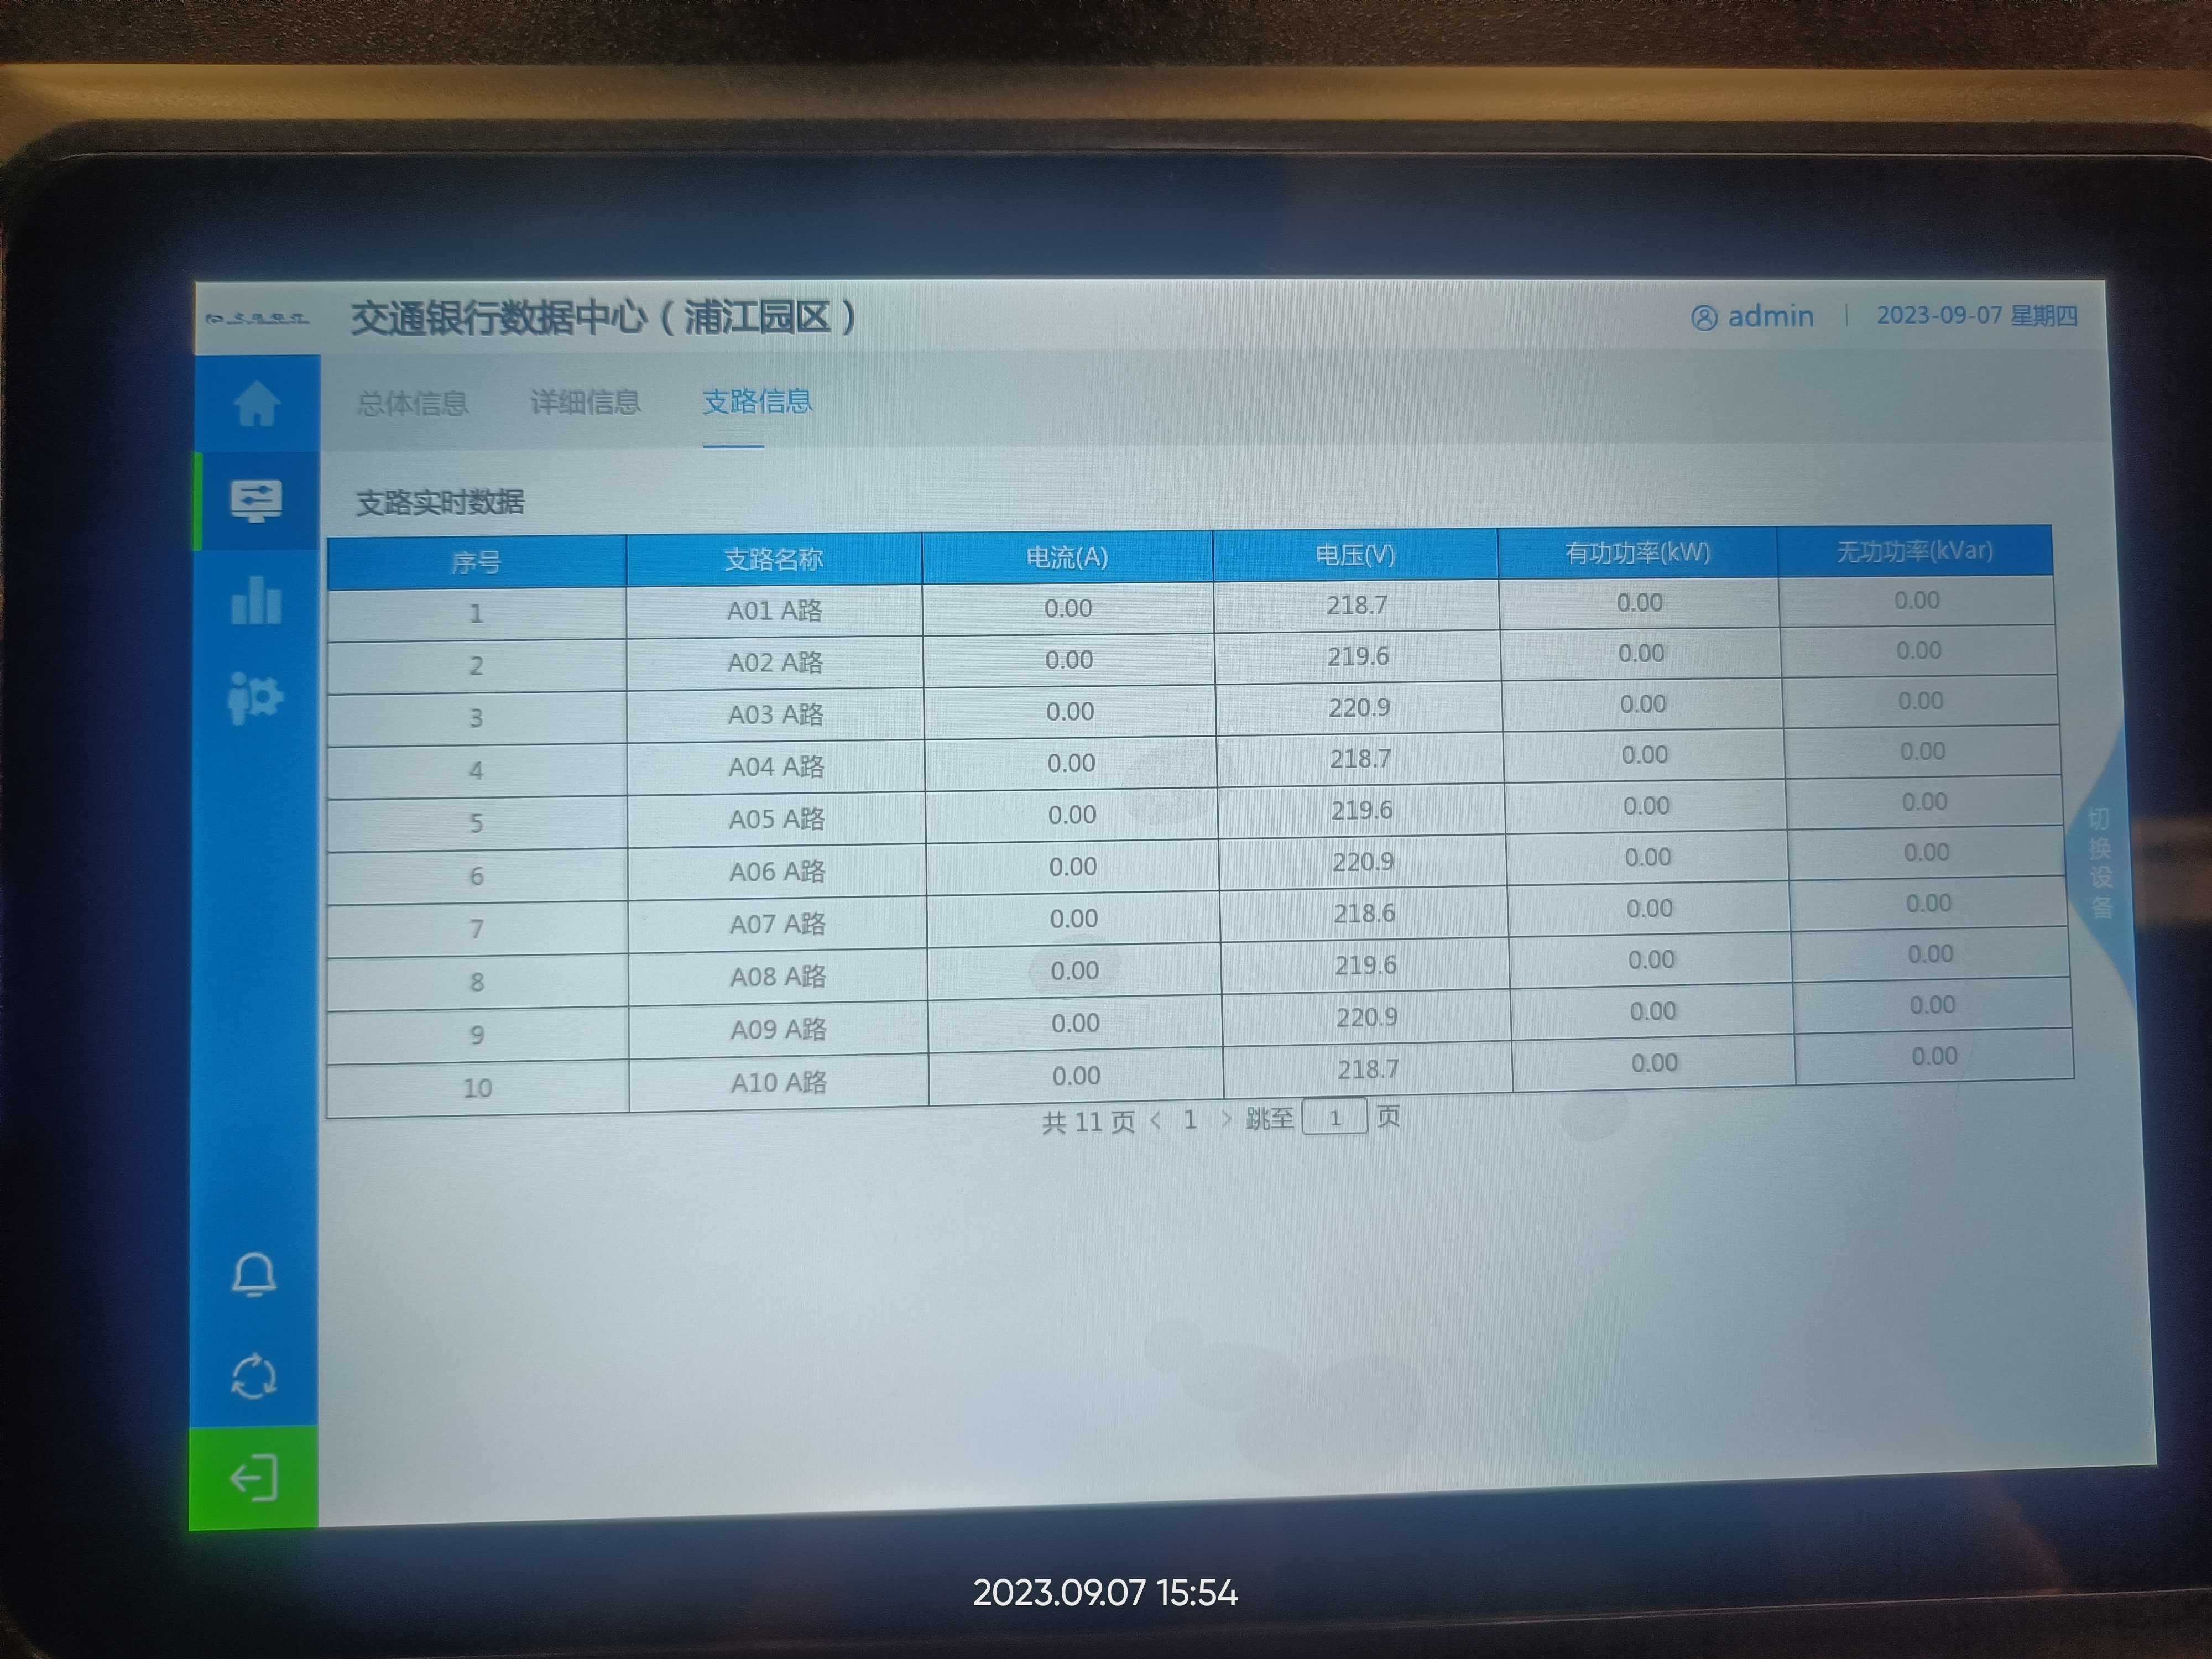 交通银行数据中心（浦江园区） admin 2023-09-07 星期四
总体信息 详细信息 支路信息
支路实时数据
序号 支路名称 电流(A) 电压(V) 有功功率(kW) 无功功率(kVar)
1 A01 A路 0.00 218.7 0.00 0.00
2 A02 A路 0.00 219.6 0.00 0.00
3 A03 A路 0.00 220.9 0.00 0.00
4 A04 A路 0.00 218.7 0.00 0.00
5 A05 A路 0.00 219.6 0.00 0.00
6 A06 A路 0.00 220.9 0.00 0.00
7 A07 A路 0.00 218.6 0.00 0.00
8 A08 A路 0.00 219.6 0.00 0.00
9 A09 A路 0.00 220.9 0.00 0.00
10 A10 A路 0.00 218.7 0.00 0.00
共 11 页 < 1 > 跳至 1 页
切换设备
2023.09.07 15:54